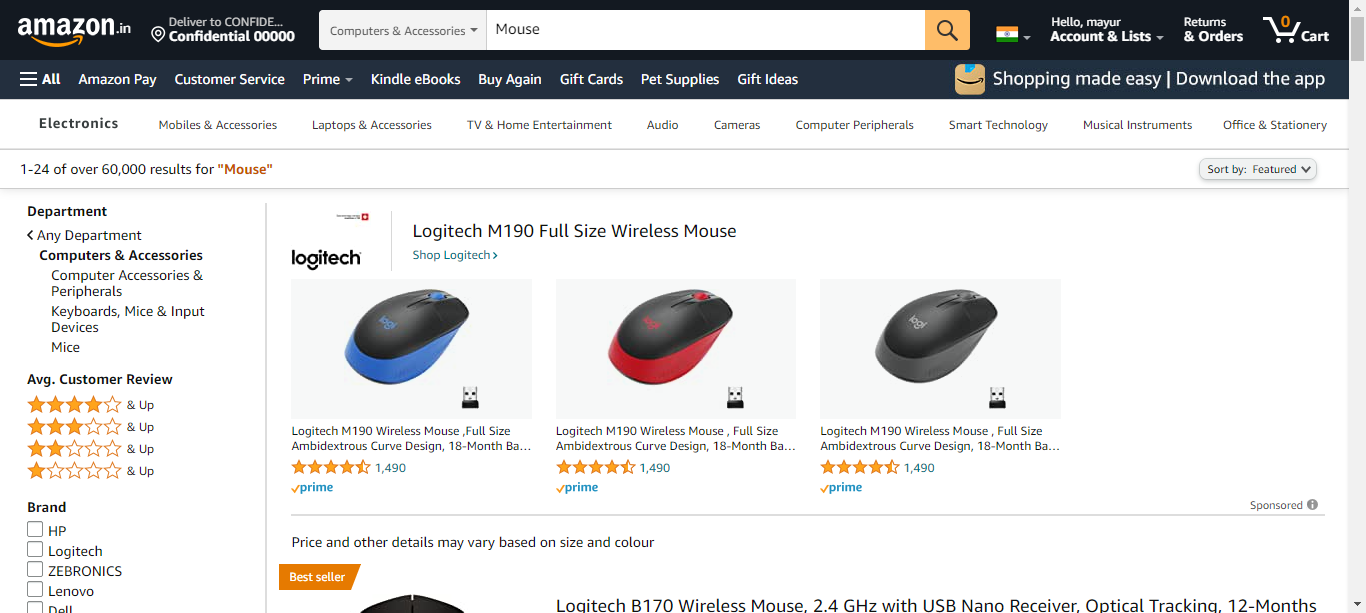 amazon.in
Deliver to CONFIDE...
Confidential 00000
Computers & Accessories
Mouse
Hello, mayur
Account & Lists
Returns
& Orders
0
Cart
All
Amazon Pay
Customer Service
Prime
Kindle eBooks
Buy Again
Gift Cards
Pet Supplies
Gift Ideas
Shopping made easy | Download the app
Electronics
Mobiles & Accessories
Laptops & Accessories
TV & Home Entertainment
Audio
Cameras
Computer Peripherals
Smart Technology
Musical Instruments
Office & Stationery
1-24 of over 60,000 results for "Mouse"
Sort by: Featured
Department
Any Department
Computers & Accessories
Computer Accessories &
Peripherals
Keyboards, Mice & Input
Devices
Mice
Avg. Customer Review
& Up
& Up
& Up
& Up
Brand
HP
Logitech
ZEBRONICS
Lenovo
Dell
logitech
Logitech M190 Full Size Wireless Mouse
Shop Logitech
logi
logi
logi
Logitech M190 Wireless Mouse ,Full Size
Ambidextrous Curve Design, 18-Month Ba...
1,490
prime
Logitech M190 Wireless Mouse , Full Size
Ambidextrous Curve Design, 18-Month Ba...
1,490
prime
Logitech M190 Wireless Mouse , Full Size
Ambidextrous Curve Design, 18-Month Ba...
1,490
prime
Sponsored
Price and other details may vary based on size and colour
Best seller
Logitech B170 Wireless Mouse, 2.4 GHz with USB Nano Receiver, Optical Tracking, 12-Months